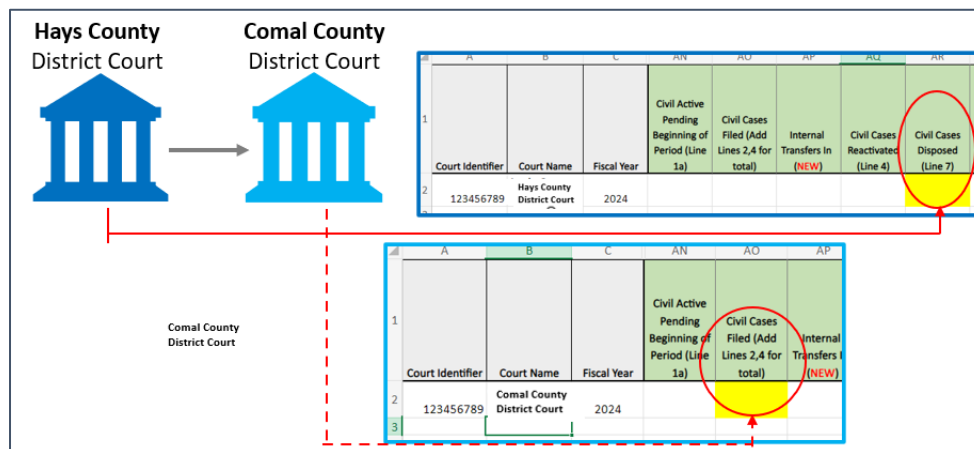 Hays County
District Court
Comal County
District Court
A B C AN AO AP AQ AR
1
Court Identifier
Court Name
Fiscal Year
Civil Active
Pending
Beginning of
Period (Line
1a)
Civil Cases
Filed (Add
Lines 2,4 for
total)
Internal
Transfers In
(NEW)
Civil Cases
Reactivated
(Line 4)
Civil Cases
Disposed
(Line 7)
2
123456789
Hays County
District Court
2024
A B C AN AO AP
1
Court Identifier
Court Name
Fiscal Year
Civil Active
Pending
Beginning of
Period (Line
1a)
Civil Cases
Filed (Add
Lines 2,4 for
total)
Internal
Transfers I
(NEW)
2
123456789
Comal County
District Court
2024
3
Comal County
District Court